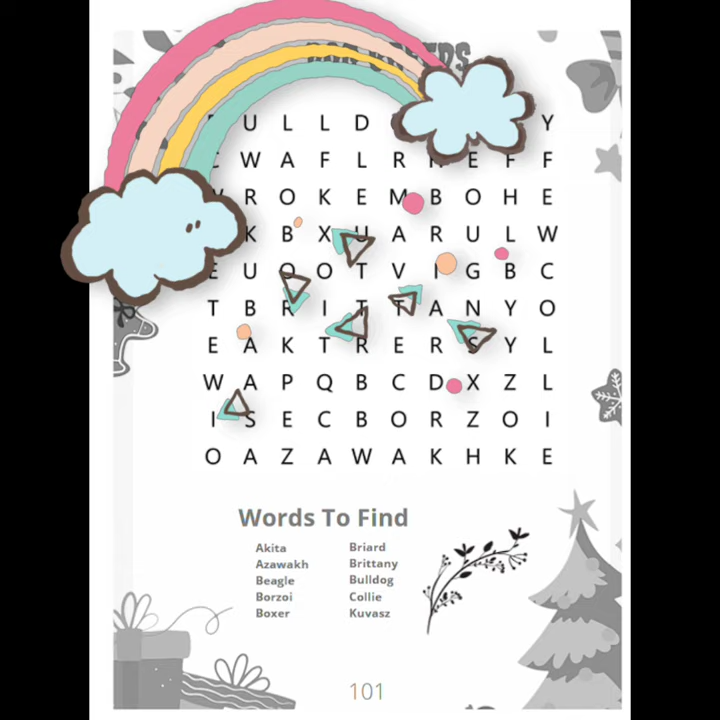 U L L D Y
W A F L R E F F
R O K E M B O H E
K B X U A R U L W
E U O T V I G B C
T B R I T T A N Y O
E A K T R E R S Y L
W A P Q B C D X Z L
I S E C B O R Z O I
O A Z A W A K H K E
Words To Find
Akita
Azawakh
Beagle
Borzoi
Boxer
Briard
Brittany
Bulldog
Collie
Kuvasz
101